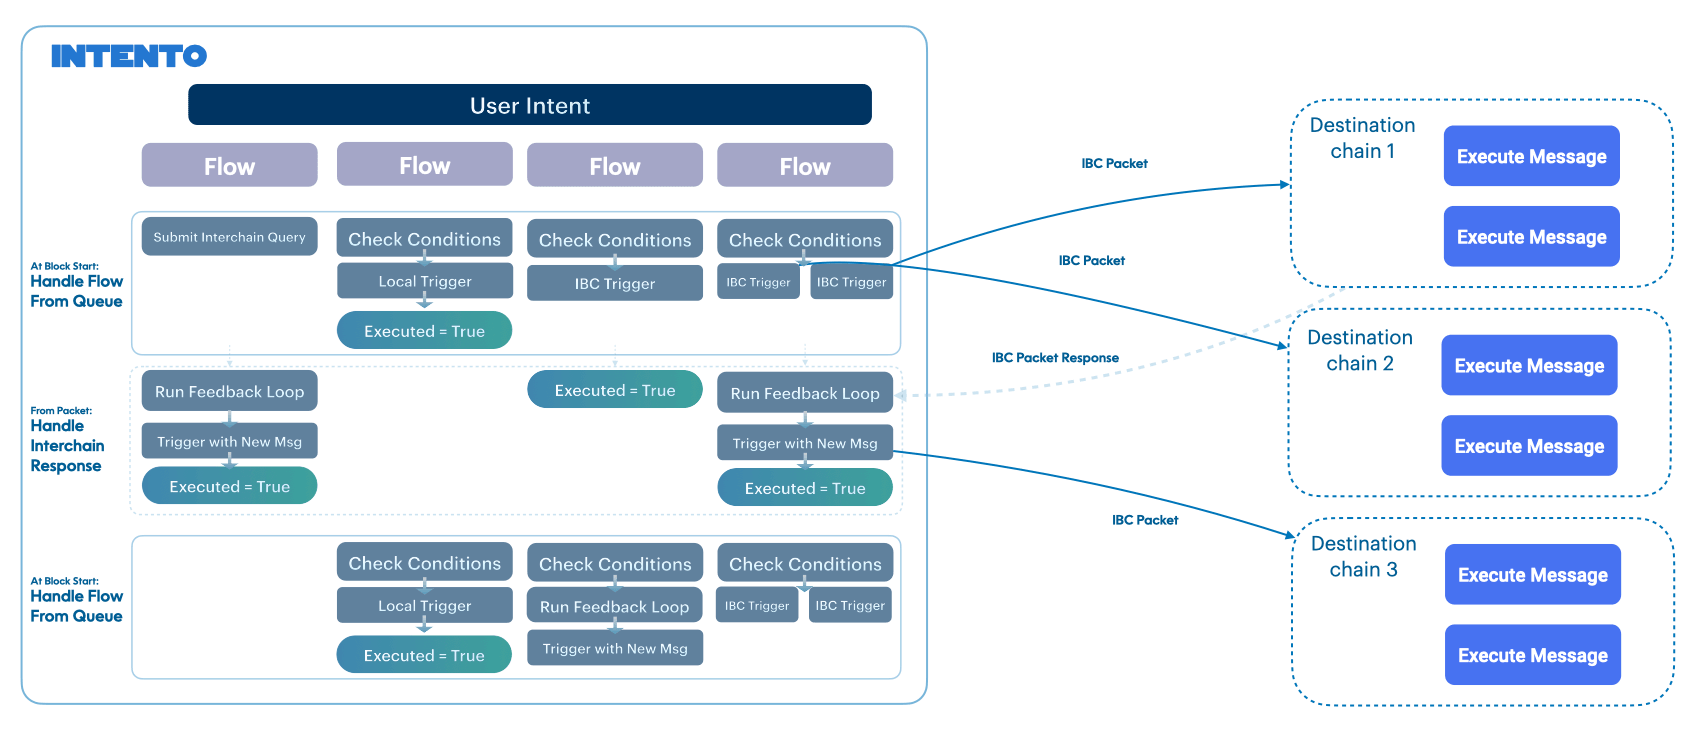 INTENTO
User Intent
Flow
Flow
Flow
Flow
At Block Start:
Handle Flow
From Queue
Submit Interchain Query
Check Conditions
Local Trigger
Executed = True
Check Conditions
IBC Trigger
Check Conditions
IBC Trigger
IBC Trigger
From Packet:
Handle
Interchain
Response
Run Feedback Loop
Trigger with New Msg
Executed = True
Executed = True
Run Feedback Loop
Trigger with New Msg
Executed = True
At Block Start:
Handle Flow
From Queue
Check Conditions
Local Trigger
Executed = True
Check Conditions
Run Feedback Loop
Trigger with New Msg
Check Conditions
IBC Trigger
IBC Trigger
IBC Packet
IBC Packet
IBC Packet Response
IBC Packet
Destination
chain 1
Execute Message
Execute Message
Destination
chain 2
Execute Message
Execute Message
Destination
chain 3
Execute Message
Execute Message